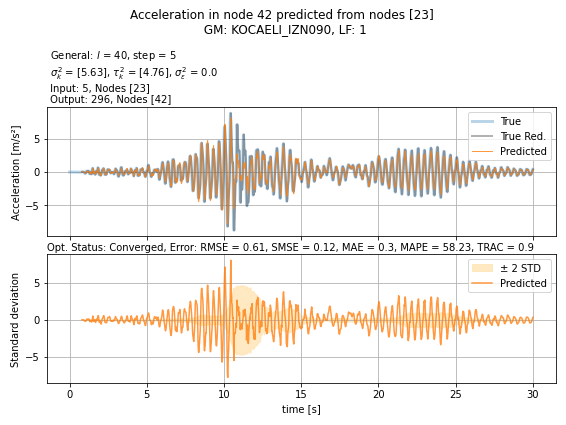 Acceleration in node 42 predicted from nodes [23]
GM: KOCAELI_IZN090, LF: 1
General: l = 40, step = 5
σ²ₖ = [5.63], τ²ₖ = [4.76], σ²ε = 0.0
Input: 5, Nodes [23]
Output: 296, Nodes [42]
True
True Red.
Predicted
5
0
−5
Acceleration [m/s²]
Opt. Status: Converged, Error: RMSE = 0.61, SMSE = 0.12, MAE = 0.3, MAPE = 58.23, TRAC = 0.9
± 2 STD
Predicted
5
0
−5
Standard deviation
0 5 10 15 20 25 30
time [s]